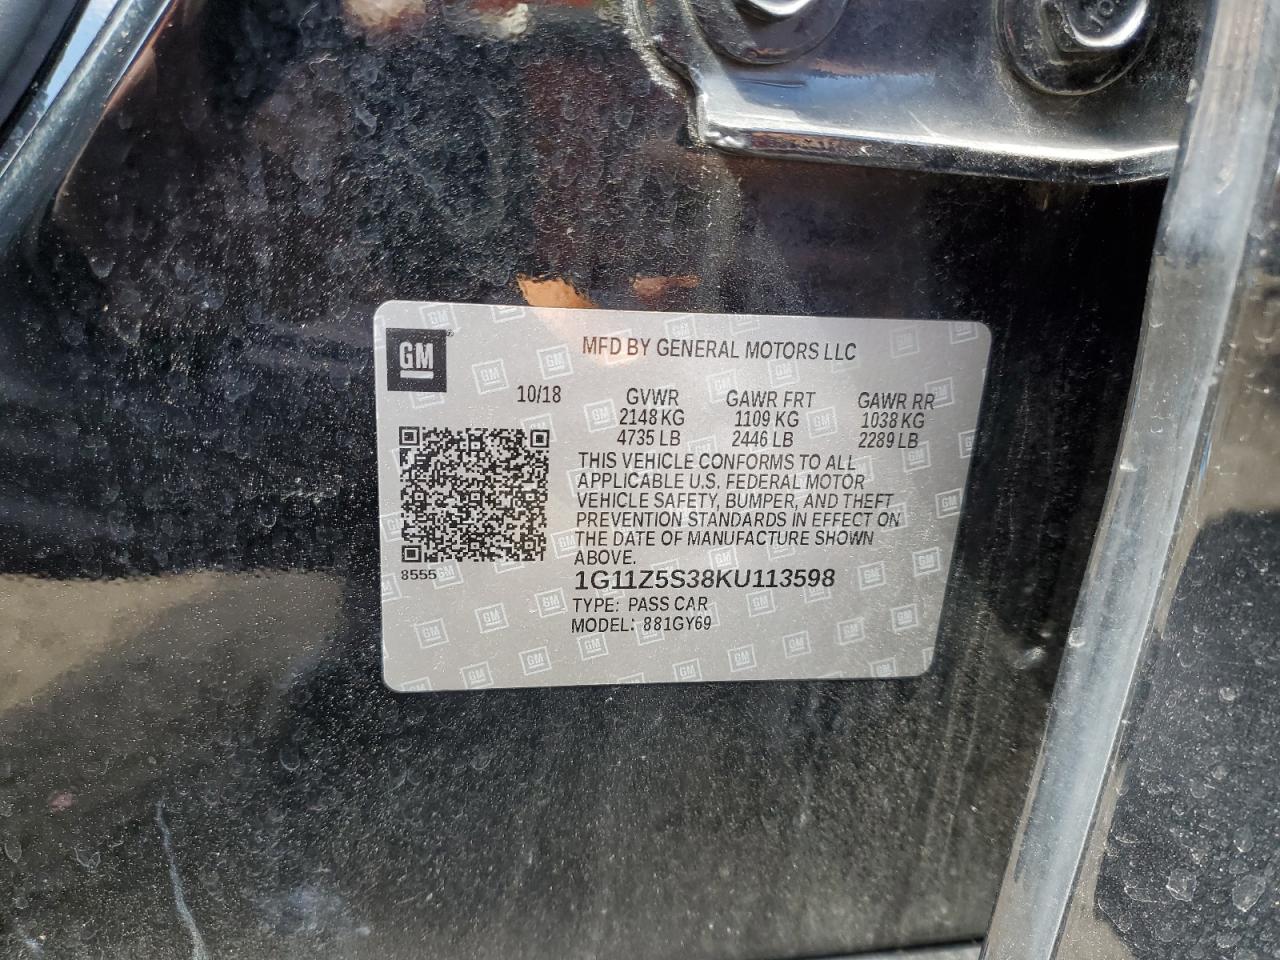 GM
MFD BY GENERAL MOTORS LLC
10/18 GVWR GAWR FRT GAWR RR
2148 KG 1109 KG 1038 KG
4735 LB 2446 LB 2289 LB
THIS VEHICLE CONFORMS TO ALL
APPLICABLE U.S. FEDERAL MOTOR
VEHICLE SAFETY, BUMPER, AND THEFT
PREVENTION STANDARDS IN EFFECT ON
THE DATE OF MANUFACTURE SHOWN
ABOVE.
8555
1G11Z5S38KU113598
TYPE: PASS CAR
MODEL: 881GY69